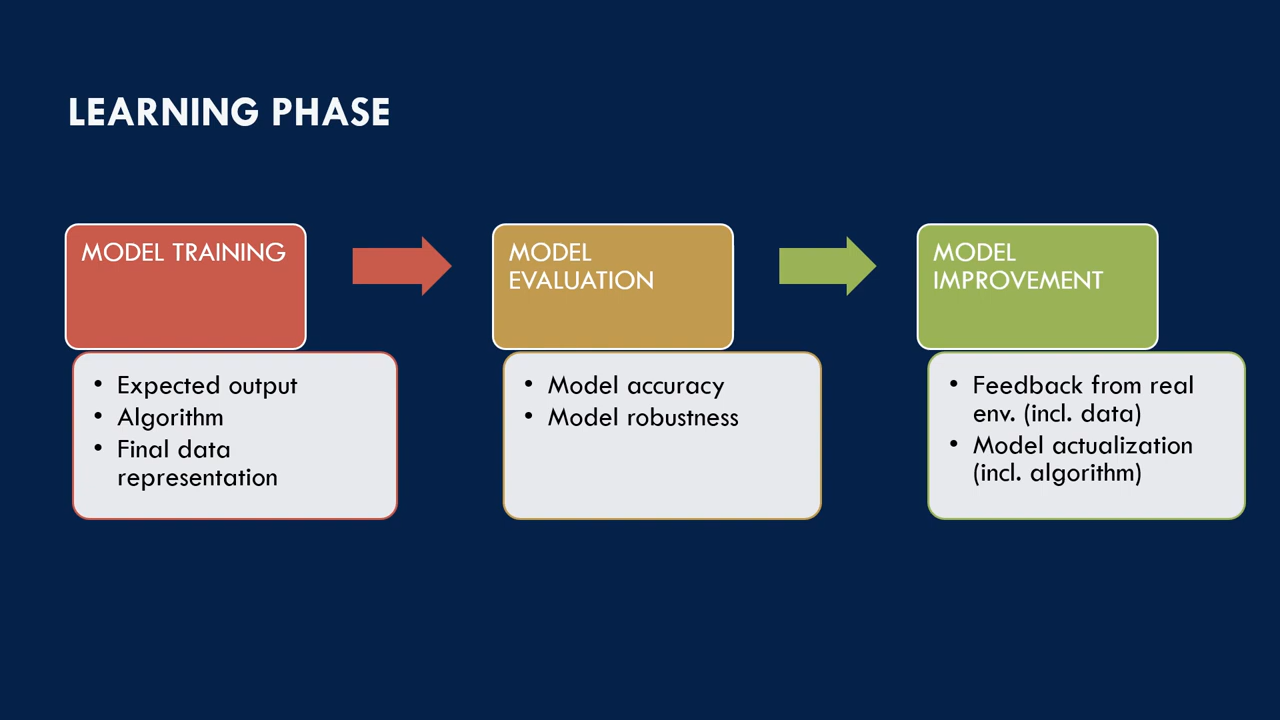 LEARNING PHASE
MODEL TRAINING
• Expected output
• Algorithm
• Final data
representation
MODEL
EVALUATION
• Model accuracy
• Model robustness
MODEL
IMPROVEMENT
• Feedback from real
env. (incl. data)
• Model actualization
(incl. algorithm)